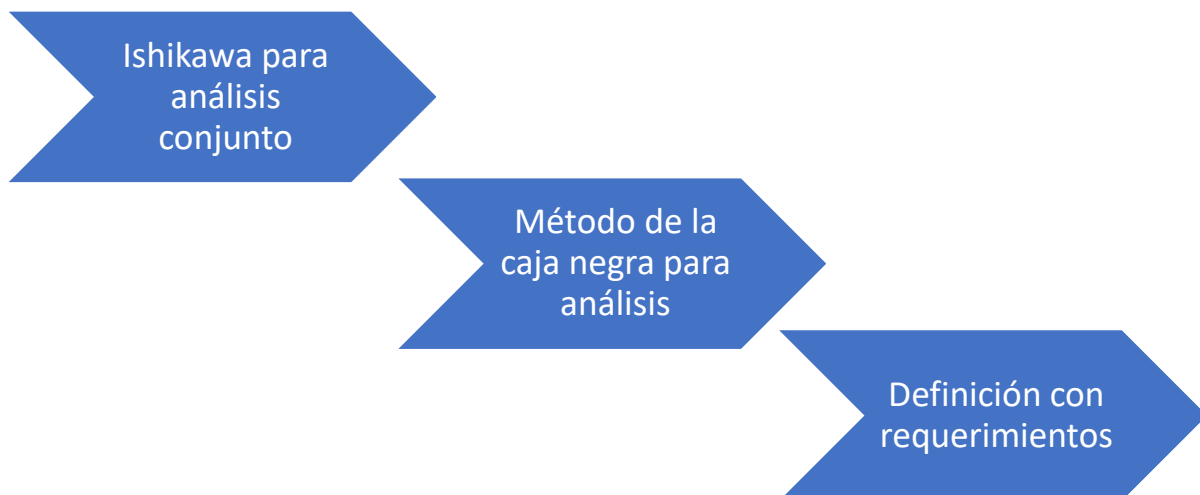 Ishikawa para
análisis
conjunto
Método de la
caja negra para
análisis
Definición con
requerimientos